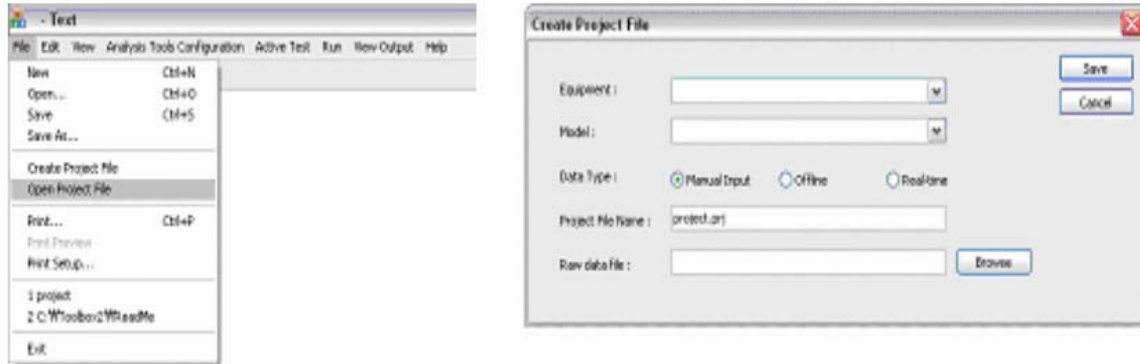 - Text
File Edit View Analysis Tools Configuration Active Test Run View Output Help
New Ctrl+N
Open... Ctrl+O
Save Ctrl+S
Save As...
Create Project File
Open Project File
Print... Ctrl+P
Print Preview
Print Setup...
1 project
2 C:₩Toolbox2₩ReadMe
Exit
Create Project File
Equipment :
Save
Cancel
Model :
Data Type : Manual Input Offline Real-time
Project File Name : project.prj
Raw data file : Browse